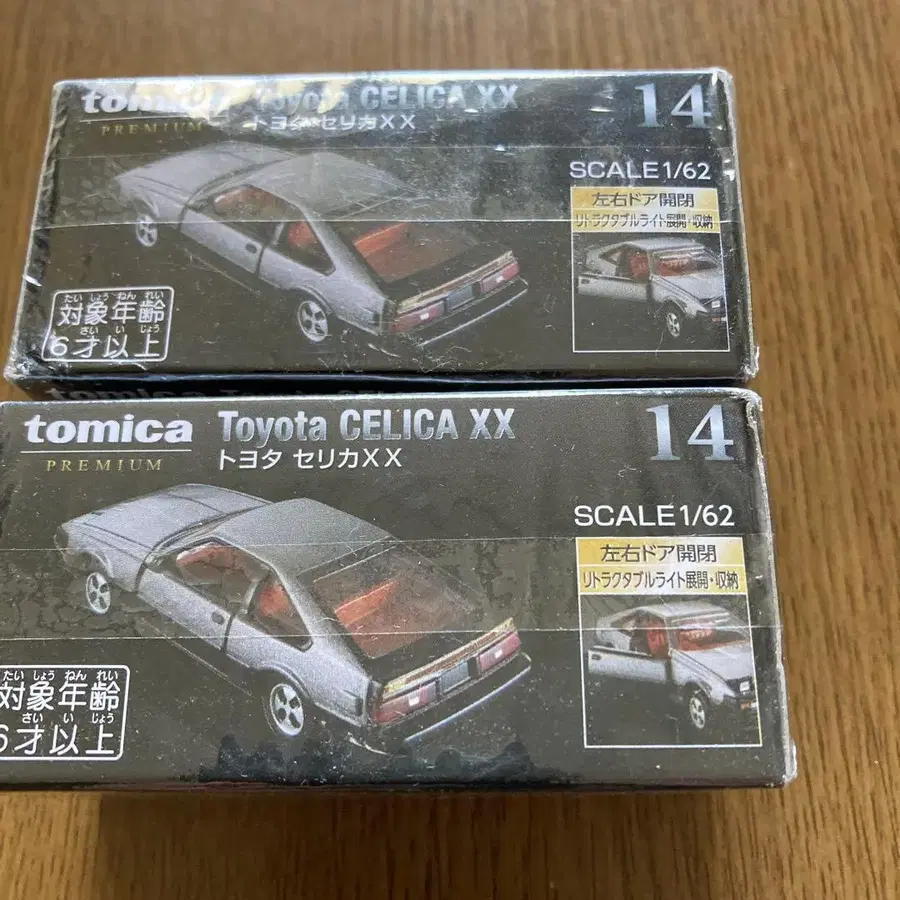 tomica Toyota CELICA XX 14
PREMIUM トヨタ セリカXX
SCALE1/62
左右ドア開閉
リトラクタブルライト展開・収納
たい しょう ねん れい
対象年齢
さい い じょう
6才以上
tomica
tomica Toyota CELICA XX 14
PREMIUM トヨタ セリカXX
SCALE1/62
左右ドア開閉
リトラクタブルライト展開・収納
たい しょう ねん れい
対象年齢
さい い じょう
6才以上